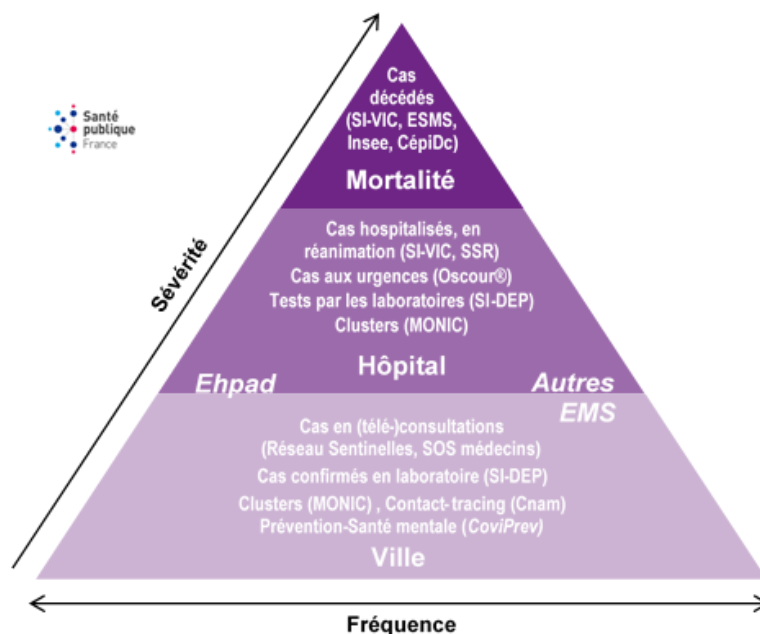 Santé
publique
France
Sévérité
Cas
décédés
(SI-VIC, ESMS,
Insee, CépiDc)
Mortalité
Cas hospitalisés, en
réanimation (SI-VIC, SSR)
Cas aux urgences (Oscour®)
Tests par les laboratoires (SI-DEP)
Clusters (MONIC)
Hôpital
Ehpad
Autres
EMS
Cas en (télé-)consultations
(Réseau Sentinelles, SOS médecins)
Cas confirmés en laboratoire (SI-DEP)
Clusters (MONIC) , Contact-tracing (Cnam)
Prévention-Santé mentale (CoviPrev)
Ville
Fréquence